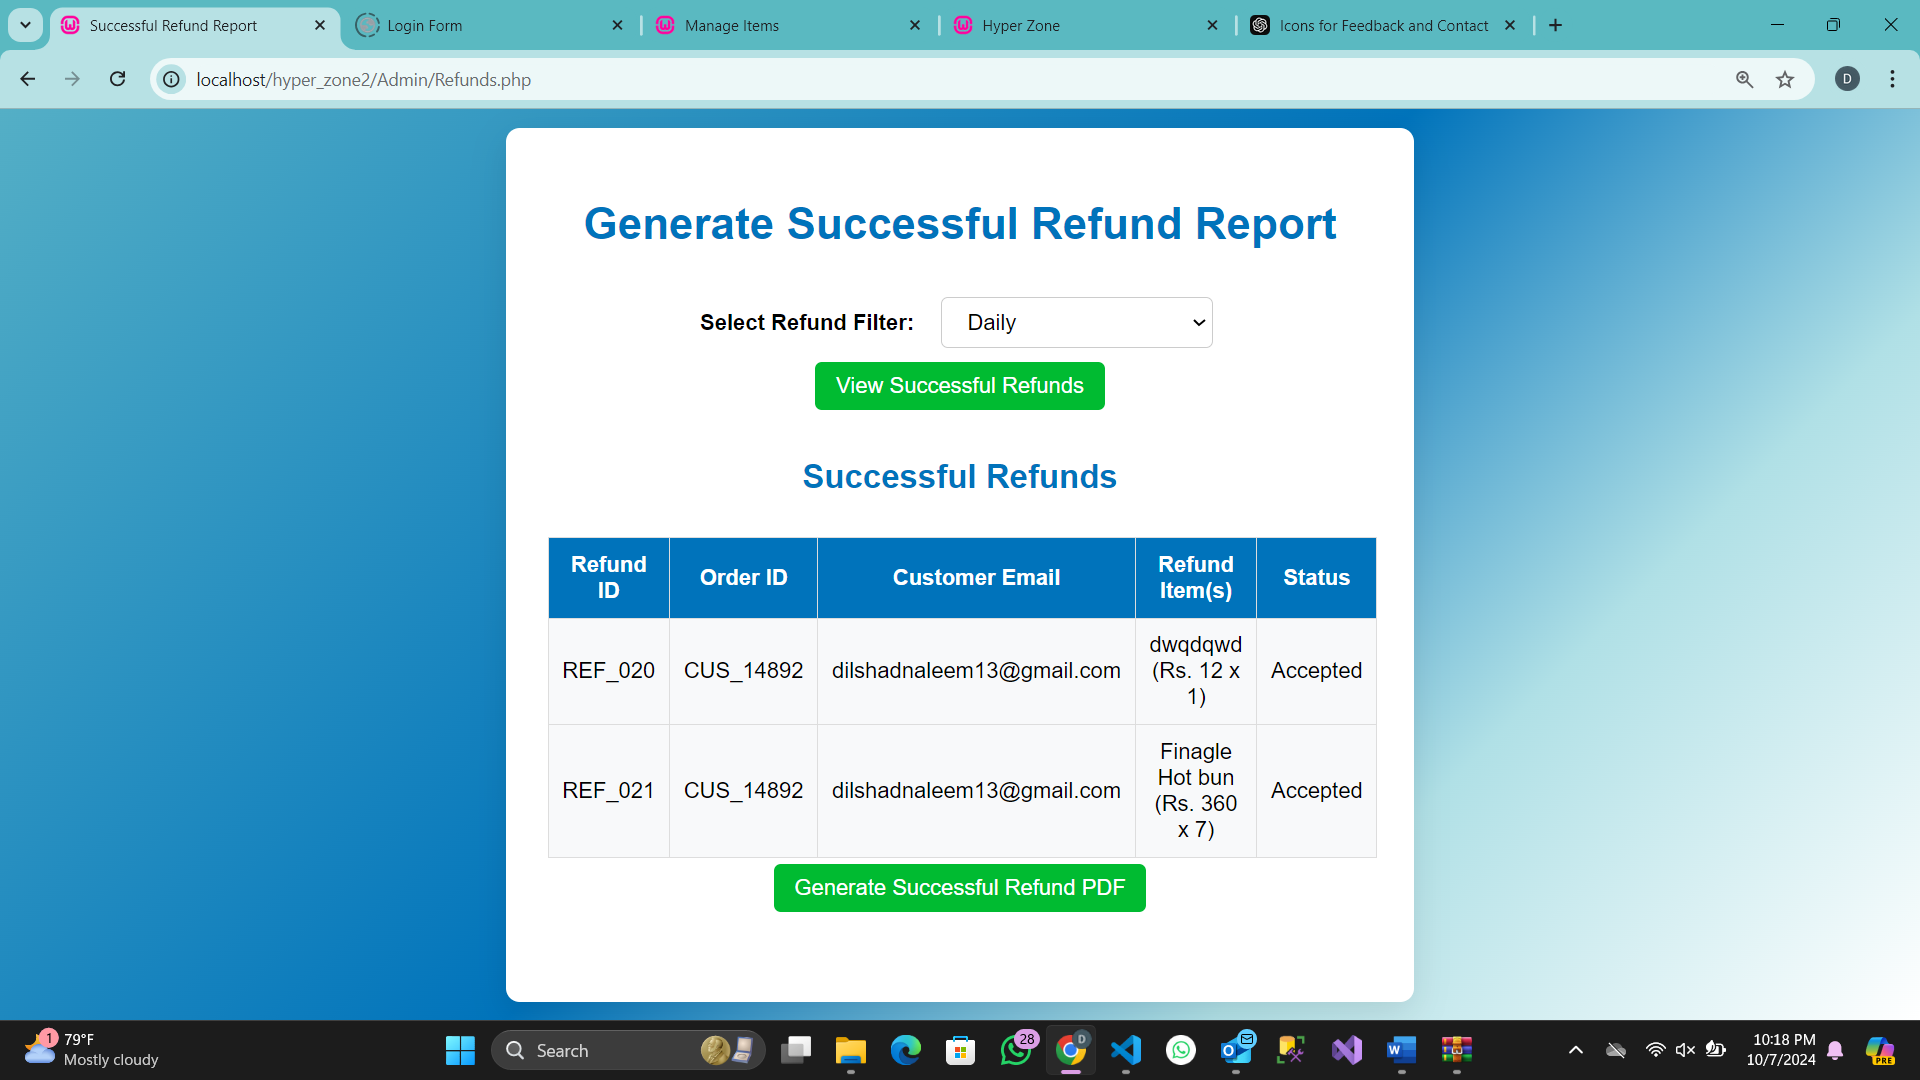 Successful Refund Report
Login Form
Manage Items
Hyper Zone
Icons for Feedback and Contact
localhost/hyper_zone2/Admin/Refunds.php
D
Generate Successful Refund Report
Select Refund Filter: Daily
View Successful Refunds
Successful Refunds
Refund ID Order ID Customer Email Refund Item(s) Status
REF_020 CUS_14892 dilshadnaleem13@gmail.com dwqdqwd (Rs. 12 x 1) Accepted
REF_021 CUS_14892 dilshadnaleem13@gmail.com Finagle Hot bun (Rs. 360 x 7) Accepted
Generate Successful Refund PDF
1
79°F
Mostly cloudy
Search
28
D
10:18 PM
10/7/2024
PRE